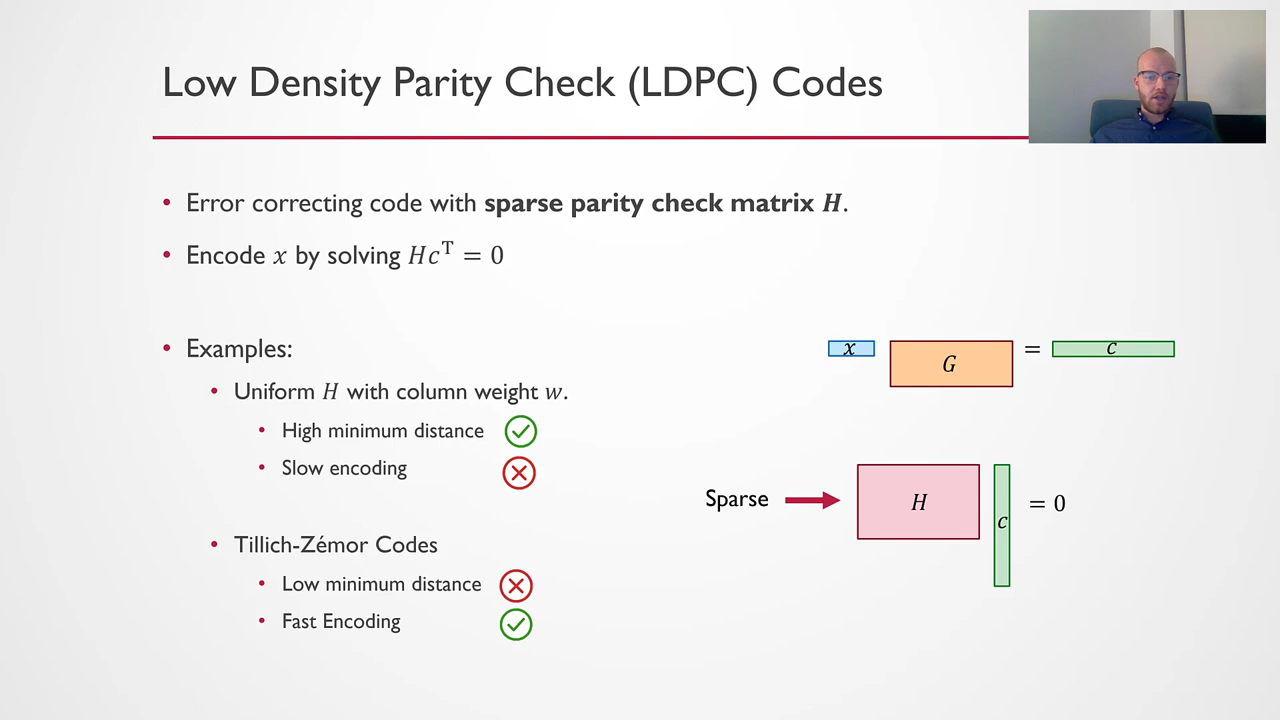 Low Density Parity Check (LDPC) Codes
• Error correcting code with sparse parity check matrix H.
• Encode x by solving Hcᵀ = 0
• Examples:
• Uniform H with column weight w.
• High minimum distance
• Slow encoding
• Tillich-Zémor Codes
• Low minimum distance
• Fast Encoding
x G = c
Sparse H c = 0